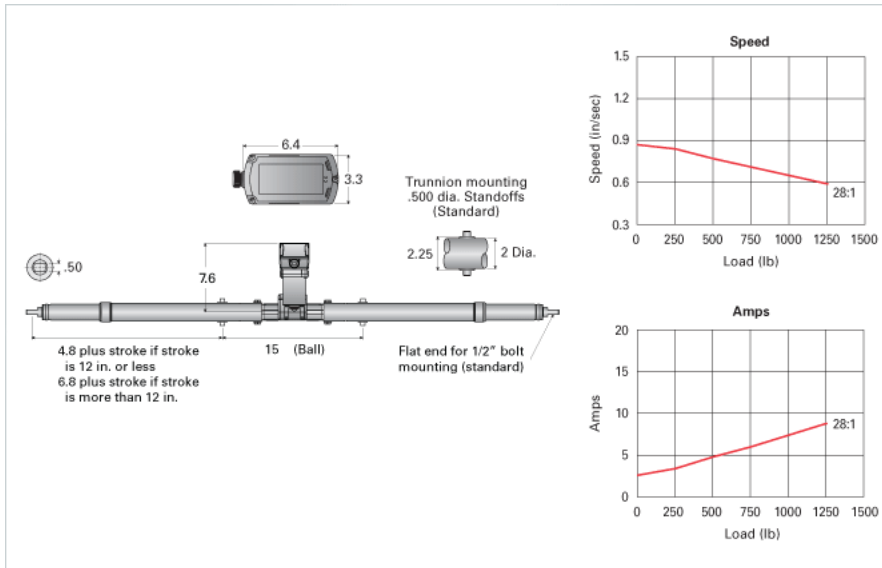 6.4
3.3
Trunnion mounting
.500 dia. Standoffs
(Standard)
2.25
2 Dia.
.50
7.6
4.8 plus stroke if stroke
is 12 in. or less
6.8 plus stroke if stroke
is more than 12 in.
15 (Ball)
Flat end for 1/2" bolt
mounting (standard)
Speed
1.5
1.2
0.9
0.6
0.3
Speed (in/sec)
28:1
0 250 500 750 1000 1250 1500
Load (lb)
Amps
20
15
10
5
0
Amps
28:1
0 250 500 750 1000 1250 1500
Load (lb)